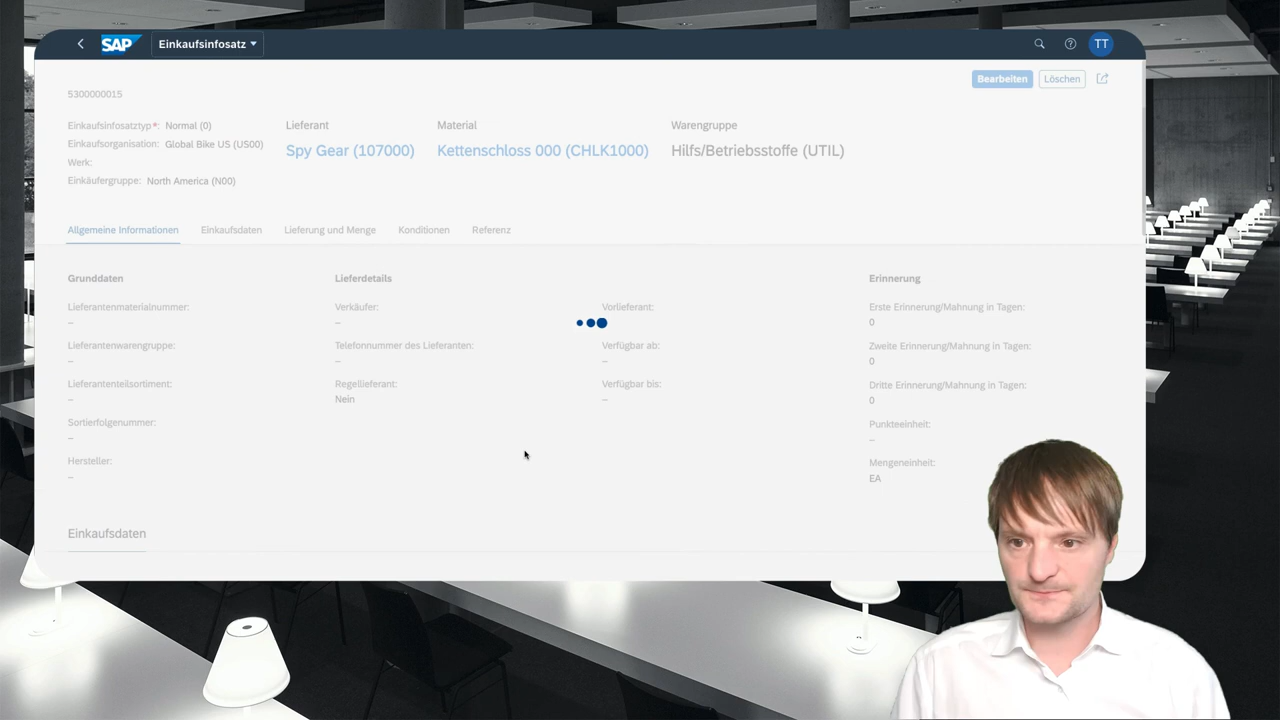 SAP Einkaufsinfosatz
TT
Bearbeiten Löschen
5300000015
Einkaufsinfosatztyp*: Normal (0)
Einkaufsorganisation: Global Bike US (US00)
Werk:
Einkäufergruppe: North America (N00)
Lieferant
Spy Gear (107000)
Material
Kettenschloss 000 (CHLK1000)
Warengruppe
Hilfs/Betriebsstoffe (UTIL)
Allgemeine Informationen Einkaufsdaten Lieferung und Menge Konditionen Referenz
Grunddaten
Lieferantenmaterialnummer:
–
Lieferantenwarengruppe:
–
Lieferantenteilsortiment:
–
Sortierfolgenummer:
–
Hersteller:
–
Lieferdetails
Verkäufer:
–
Telefonnummer des Lieferanten:
–
Regellieferant:
Nein
Vorlieferant:
–
Verfügbar ab:
–
Verfügbar bis:
–
Erinnerung
Erste Erinnerung/Mahnung in Tagen:
0
Zweite Erinnerung/Mahnung in Tagen:
0
Dritte Erinnerung/Mahnung in Tagen:
0
Punkteeinheit:
–
Mengeneinheit:
EA
Einkaufsdaten